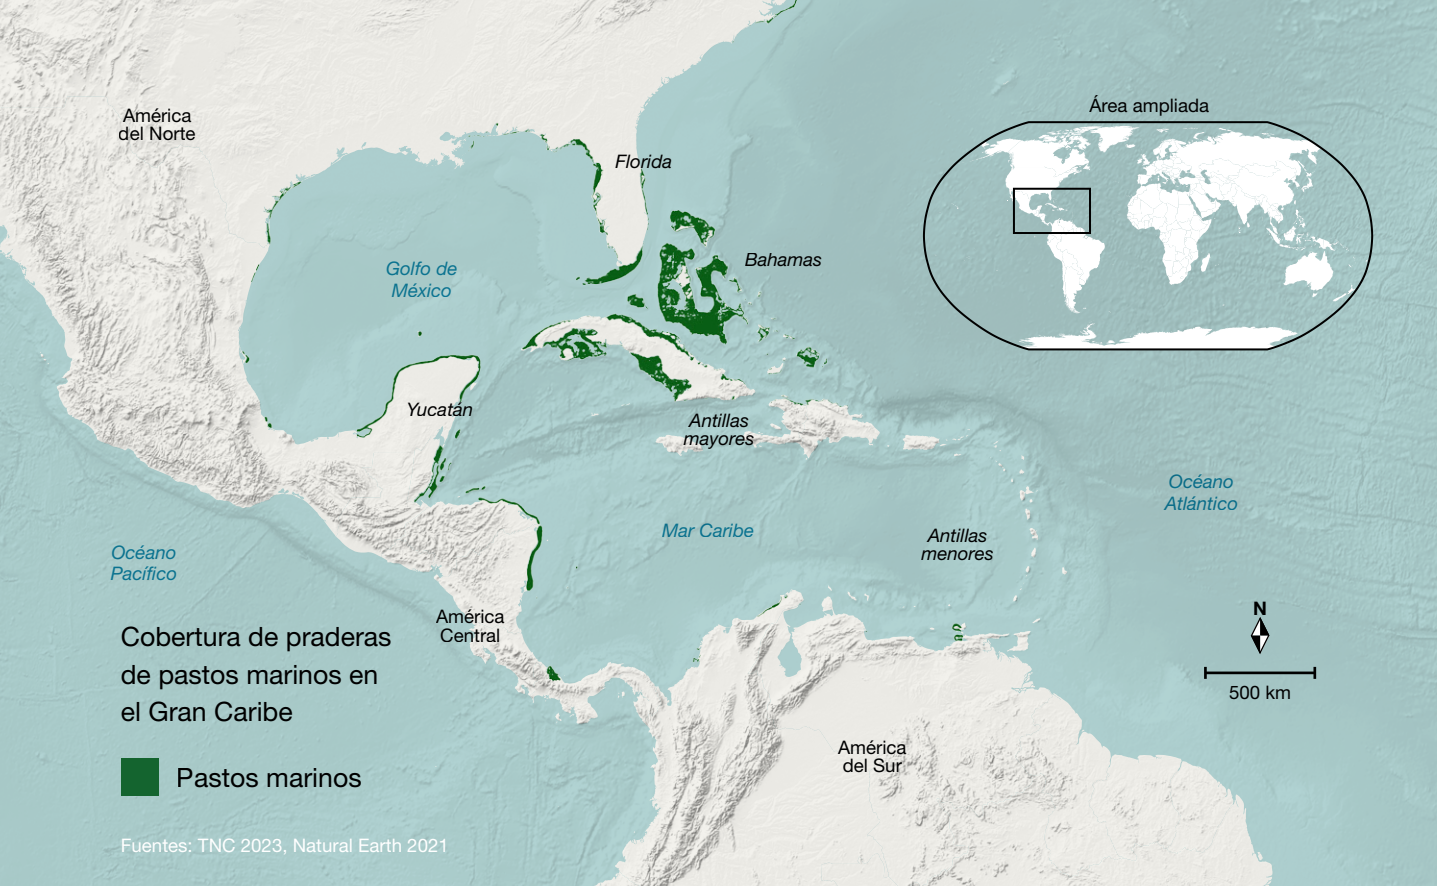 Área ampliada
América
del Norte
Florida
Bahamas
Golfo de
México
Yucatán
Antillas
mayores
Océano
Atlántico
Mar Caribe
Antillas
menores
Océano
Pacífico
América
Central
N
500 km
Cobertura de praderas
de pastos marinos en
el Gran Caribe
América
del Sur
Pastos marinos
Fuentes: TNC 2023, Natural Earth 2021